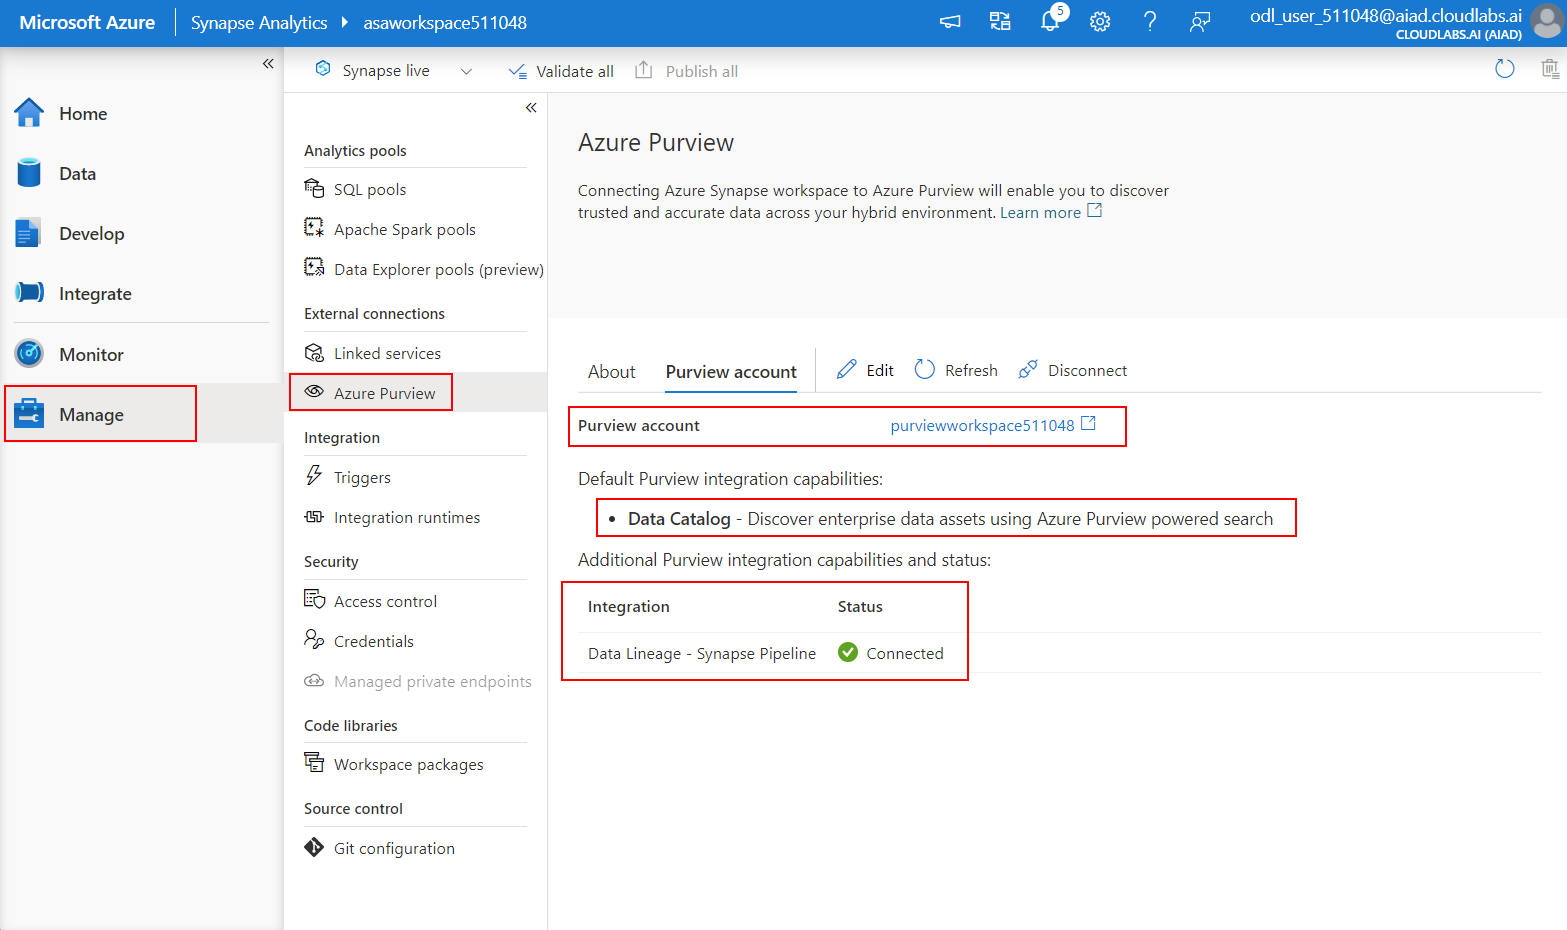 Microsoft Azure
Synapse Analytics
asaworkspace511048
5
odl_user_511048@aiad.cloudlabs.ai
CLOUDLABS.AI (AIAD)
Synapse live
Validate all
Publish all
Home
Data
Develop
Integrate
Monitor
Manage
Analytics pools
SQL pools
Apache Spark pools
Data Explorer pools (preview)
External connections
Linked services
Azure Purview
Integration
Triggers
Integration runtimes
Security
Access control
Credentials
Managed private endpoints
Code libraries
Workspace packages
Source control
Git configuration
Azure Purview
Connecting Azure Synapse workspace to Azure Purview will enable you to discover
trusted and accurate data across your hybrid environment. Learn more
About
Purview account
Edit
Refresh
Disconnect
Purview account purviewworkspace511048
Default Purview integration capabilities:
• Data Catalog - Discover enterprise data assets using Azure Purview powered search
Additional Purview integration capabilities and status:
Integration Status
Data Lineage - Synapse Pipeline Connected